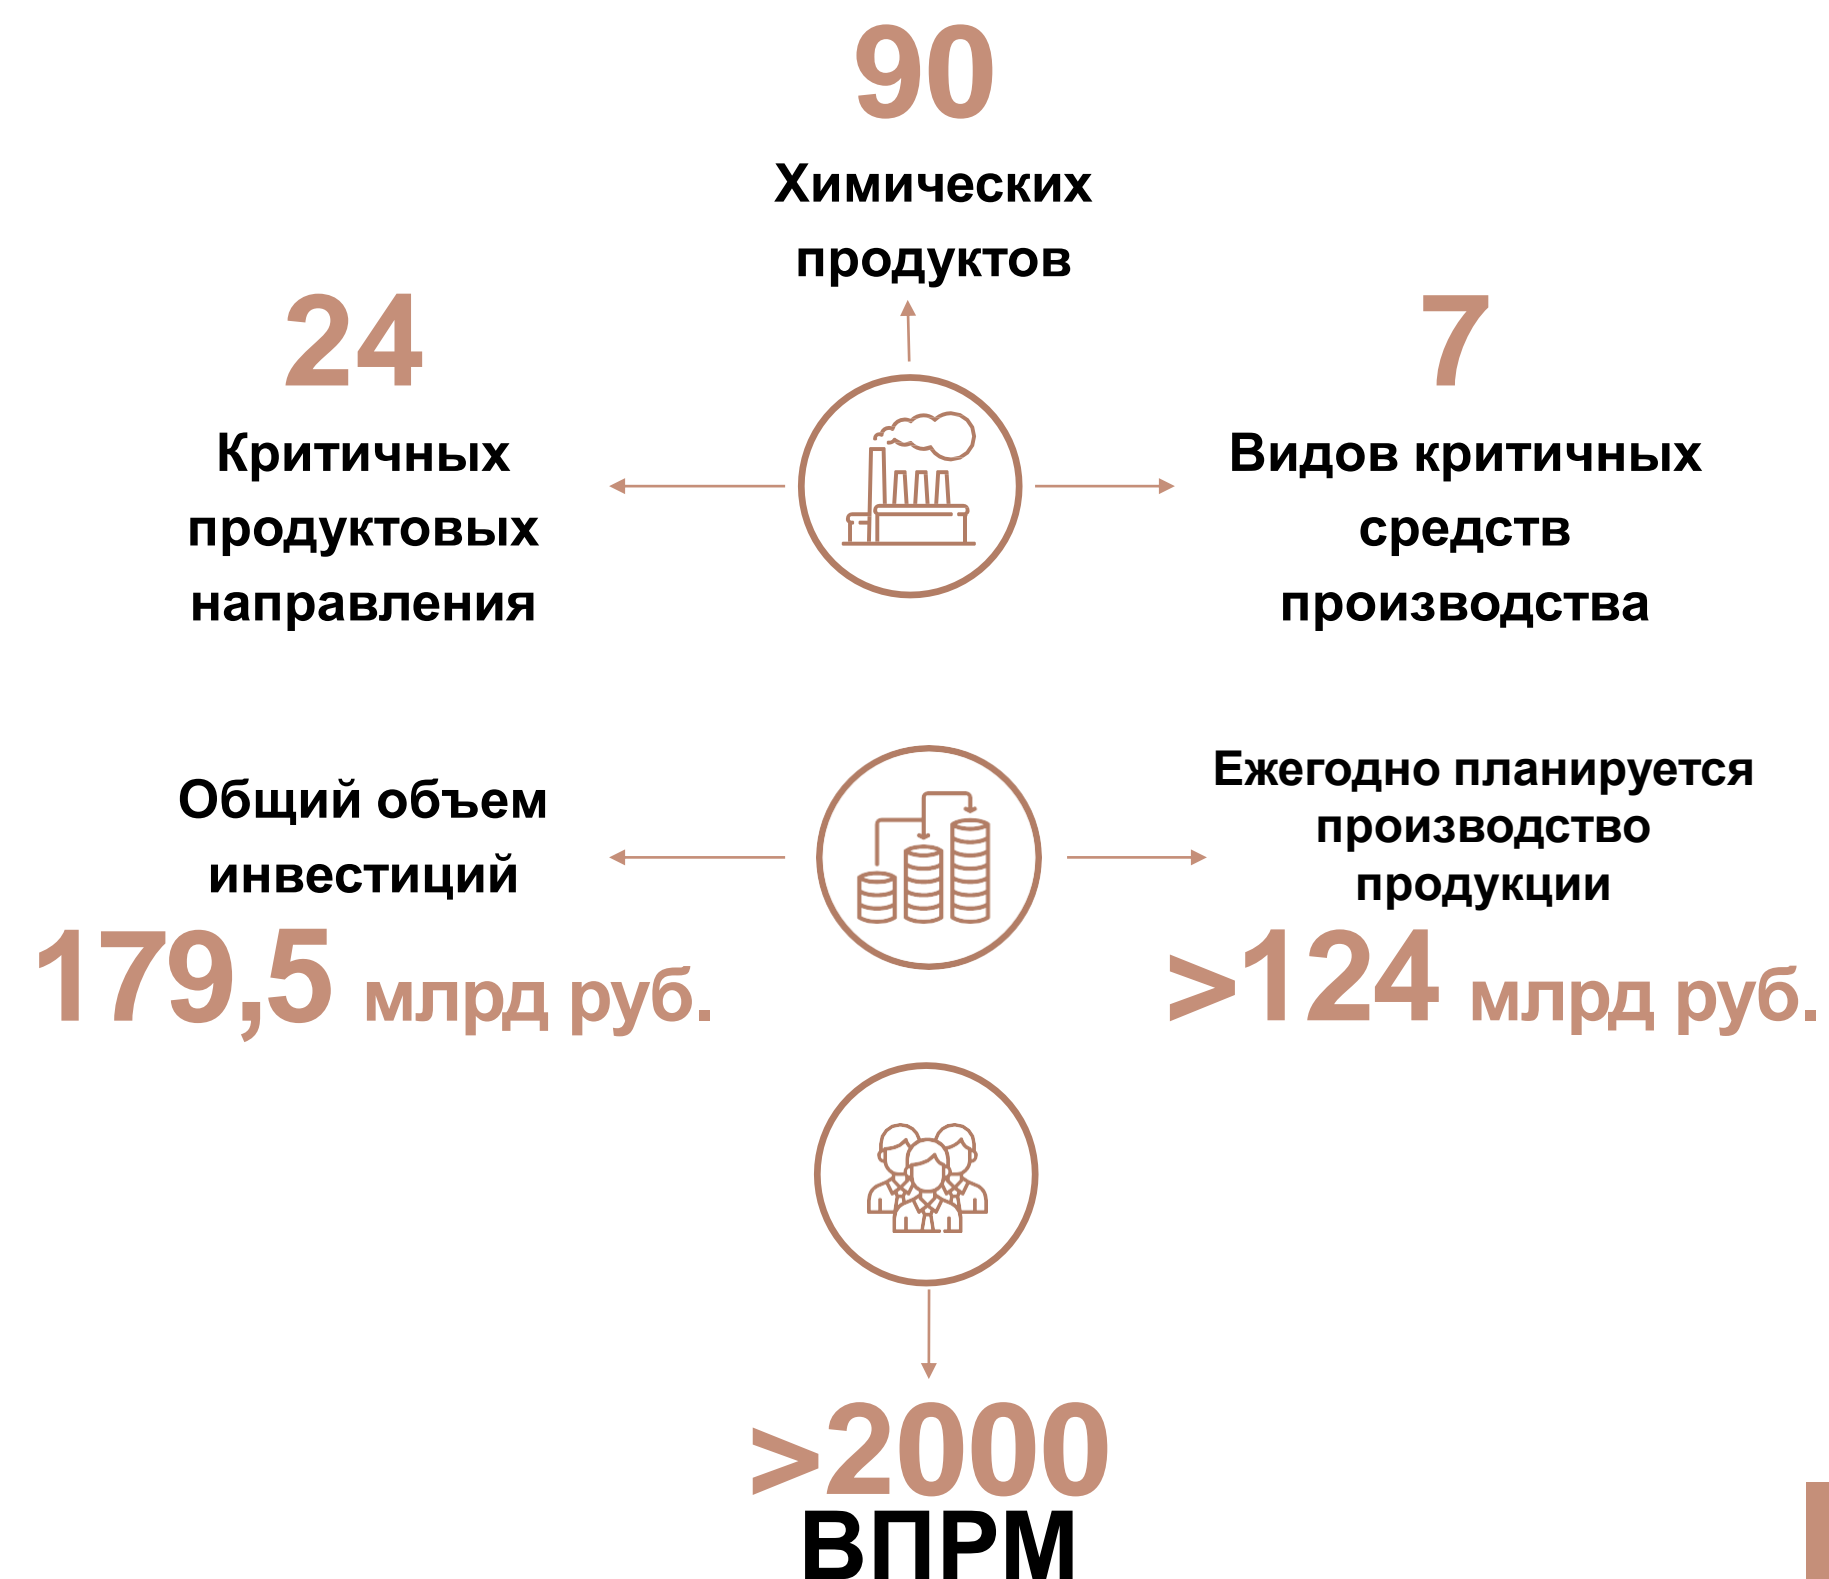 90
Химических
продуктов
24
Критичных
продуктовых
направления
7
Видов критичных
средств
производства
Общий объем
инвестиций
179,5 млрд руб.
Ежегодно планируется
производство
продукции
>124 млрд руб.
>2000
ВПРМ